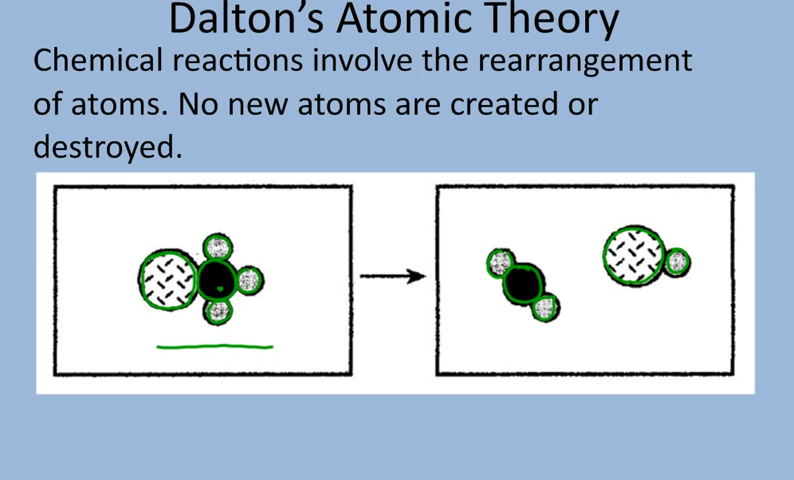 Dalton’s Atomic Theory
Chemical reactions involve the rearrangement
of atoms. No new atoms are created or
destroyed.